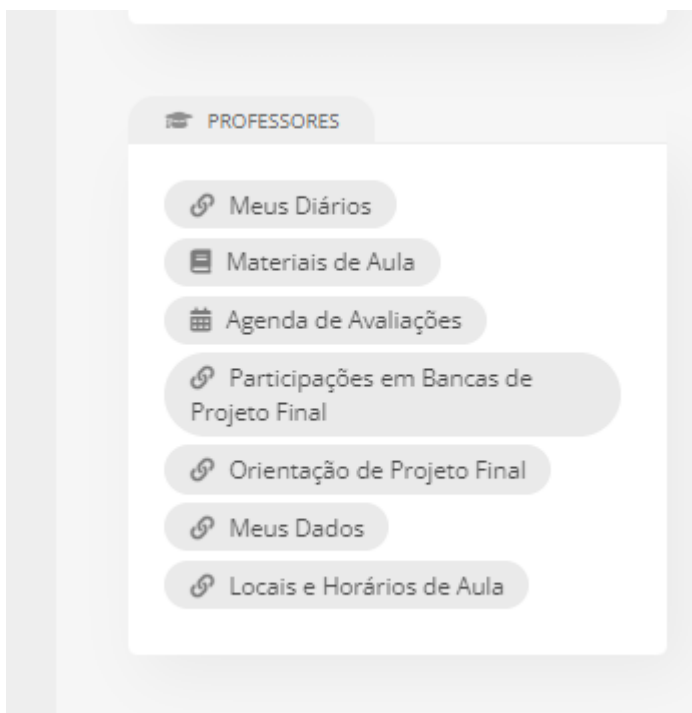 PROFESSORES
Meus Diários
Materiais de Aula
Agenda de Avaliações
Participações em Bancas de
Projeto Final
Orientação de Projeto Final
Meus Dados
Locais e Horários de Aula